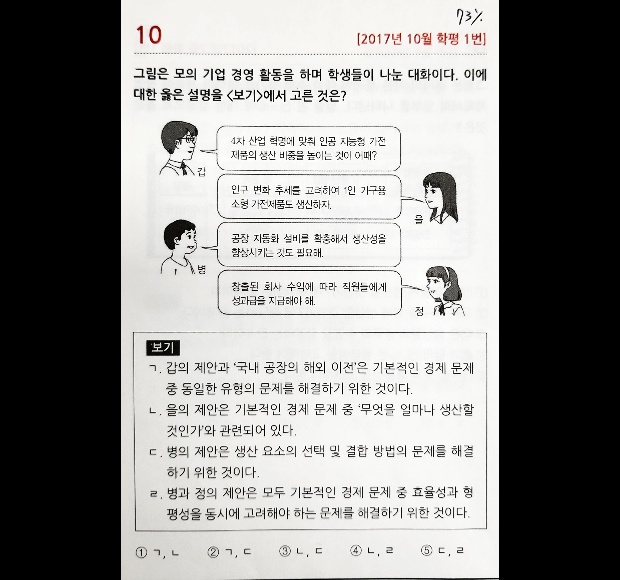 73%
10
[2017년 10월 학평 1번]
그림은 모의 기업 경영 활동을 하며 학생들이 나눈 대화이다. 이에
대한 옳은 설명을 <보기>에서 고른 것은?
4차 산업 혁명에 맞춰 인공 지능형 가전
제품의 생산 비중을 높이는 것이 어때?
갑
인구 변화 추세를 고려하여 1인 가구용
소형 가전제품도 생산하자.
을
공장 자동화 설비를 확충해서 생산성을
향상시키는 것도 필요해.
병
창출된 회사 수익에 따라 직원들에게
성과급을 지급해야 해.
정
보기
ㄱ. 갑의 제안과 ‘국내 공장의 해외 이전’은 기본적인 경제 문제
중 동일한 유형의 문제를 해결하기 위한 것이다.
ㄴ. 을의 제안은 기본적인 경제 문제 중 ‘무엇을 얼마나 생산할
것인가’와 관련되어 있다.
ㄷ. 병의 제안은 생산 요소의 선택 및 결합 방법의 문제를 해결
하기 위한 것이다.
ㄹ. 병과 정의 제안은 모두 기본적인 경제 문제 중 효율성과 형
평성을 동시에 고려해야 하는 문제를 해결하기 위한 것이다.
① ㄱ, ㄴ ② ㄱ, ㄷ ③ ㄴ, ㄷ ④ ㄴ, ㄹ ⑤ ㄷ, ㄹ